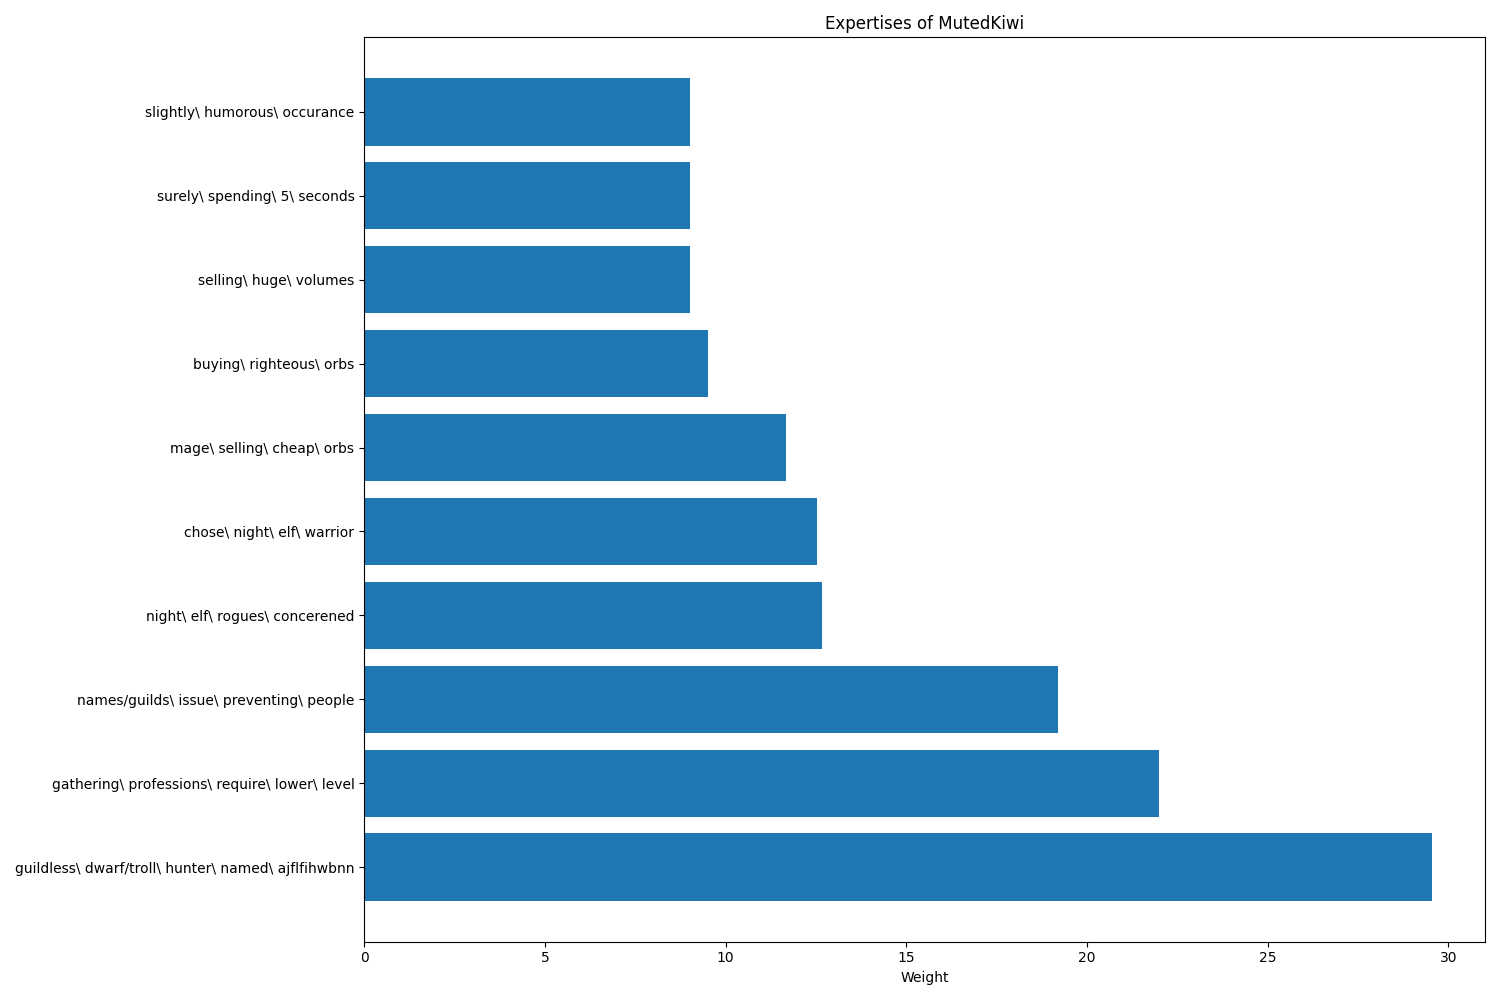 Expertises of MutedKiwi
slightly\ humorous\ occurance
surely\ spending\ 5\ seconds
selling\ huge\ volumes
buying\ righteous\ orbs
mage\ selling\ cheap\ orbs
chose\ night\ elf\ warrior
night\ elf\ rogues\ concerened
names/guilds\ issue\ preventing\ people
gathering\ professions\ require\ lower\ level
guildless\ dwarf/troll\ hunter\ named\ ajflfihwbnn
0 5 10 15 20 25 30
Weight